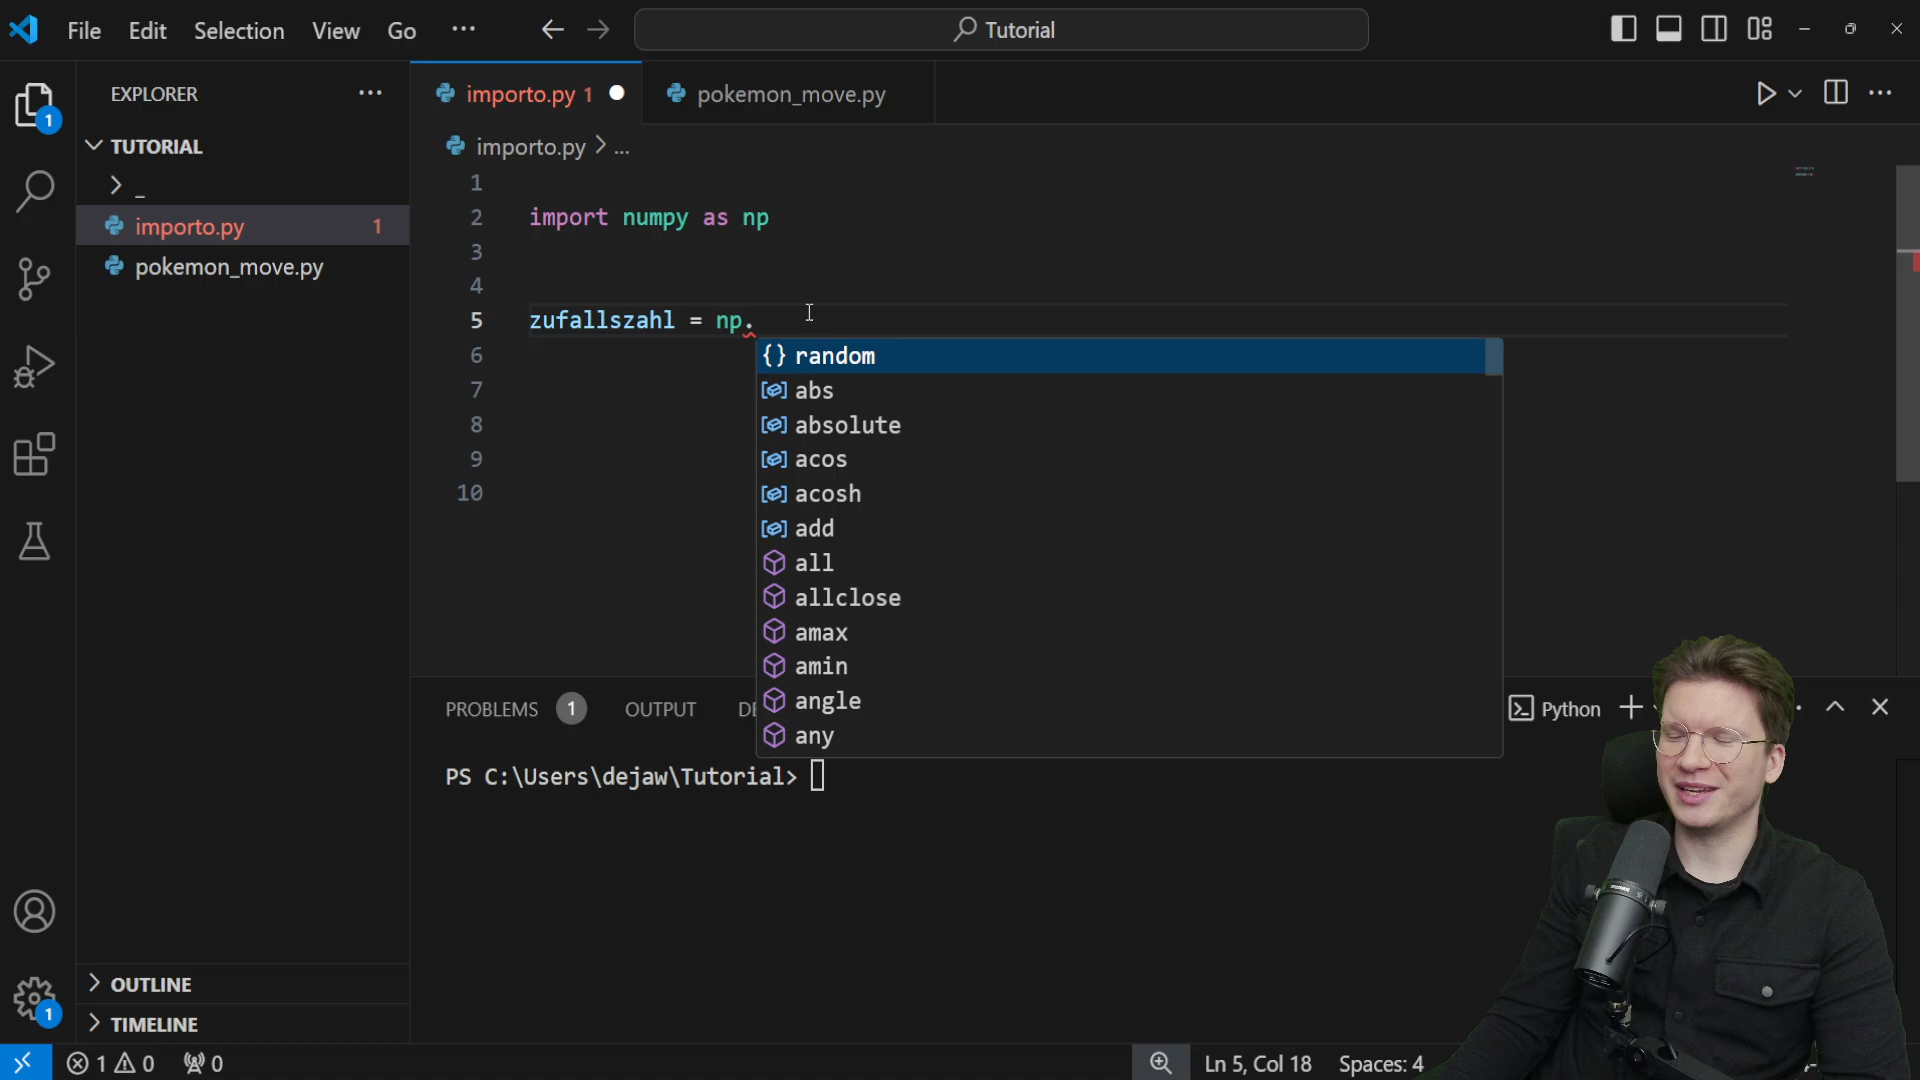 File Edit Selection View Go ··· Tutorial
EXPLORER ···
TUTORIAL
_
importo.py 1
pokemon_move.py
OUTLINE
TIMELINE
importo.py 1 pokemon_move.py
importo.py > ...
1
2 import numpy as np
3
4
5 zufallszahl = np.
6
7
8
9
10
{} random
abs
absolute
acos
acosh
add
all
allclose
amax
amin
angle
any
PROBLEMS 1 OUTPUT DE
Python
PS C:\Users\dejaw\Tutorial>
1
1
1 0 0
Ln 5, Col 18 Spaces: 4